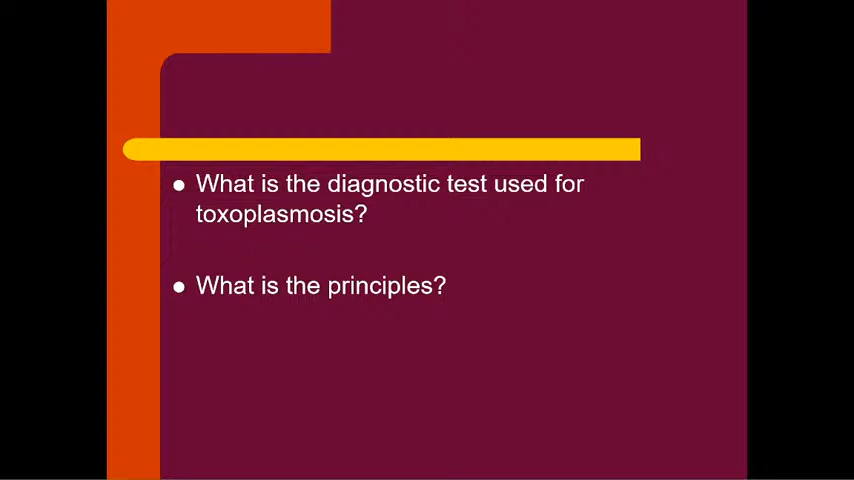 ● What is the diagnostic test used for
toxoplasmosis?
● What is the principles?